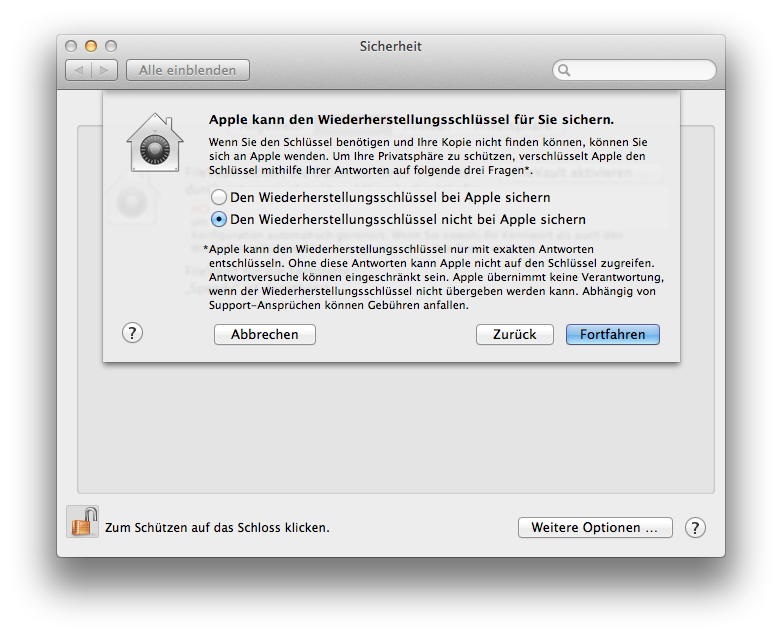 Sicherheit
Alle einblenden
Apple kann den Wiederherstellungsschlüssel für Sie sichern.
Wenn Sie den Schlüssel benötigen und Ihre Kopie nicht finden können, können Sie
sich an Apple wenden. Um Ihre Privatsphäre zu schützen, verschlüsselt Apple den
Schlüssel mithilfe Ihrer Antworten auf folgende drei Fragen*.
Den Wiederherstellungsschlüssel bei Apple sichern
Den Wiederherstellungsschlüssel nicht bei Apple sichern
*Apple kann den Wiederherstellungsschlüssel nur mit exakten Antworten
entschlüsseln. Ohne diese Antworten kann Apple nicht auf den Schlüssel zugreifen.
Antwortversuche können eingeschränkt sein. Apple übernimmt keine Verantwortung,
wenn der Wiederherstellungsschlüssel nicht übergeben werden kann. Abhängig von
Support-Ansprüchen können Gebühren anfallen.
?
Abbrechen
Zurück
Fortfahren
Zum Schützen auf das Schloss klicken.
Weitere Optionen ...
?